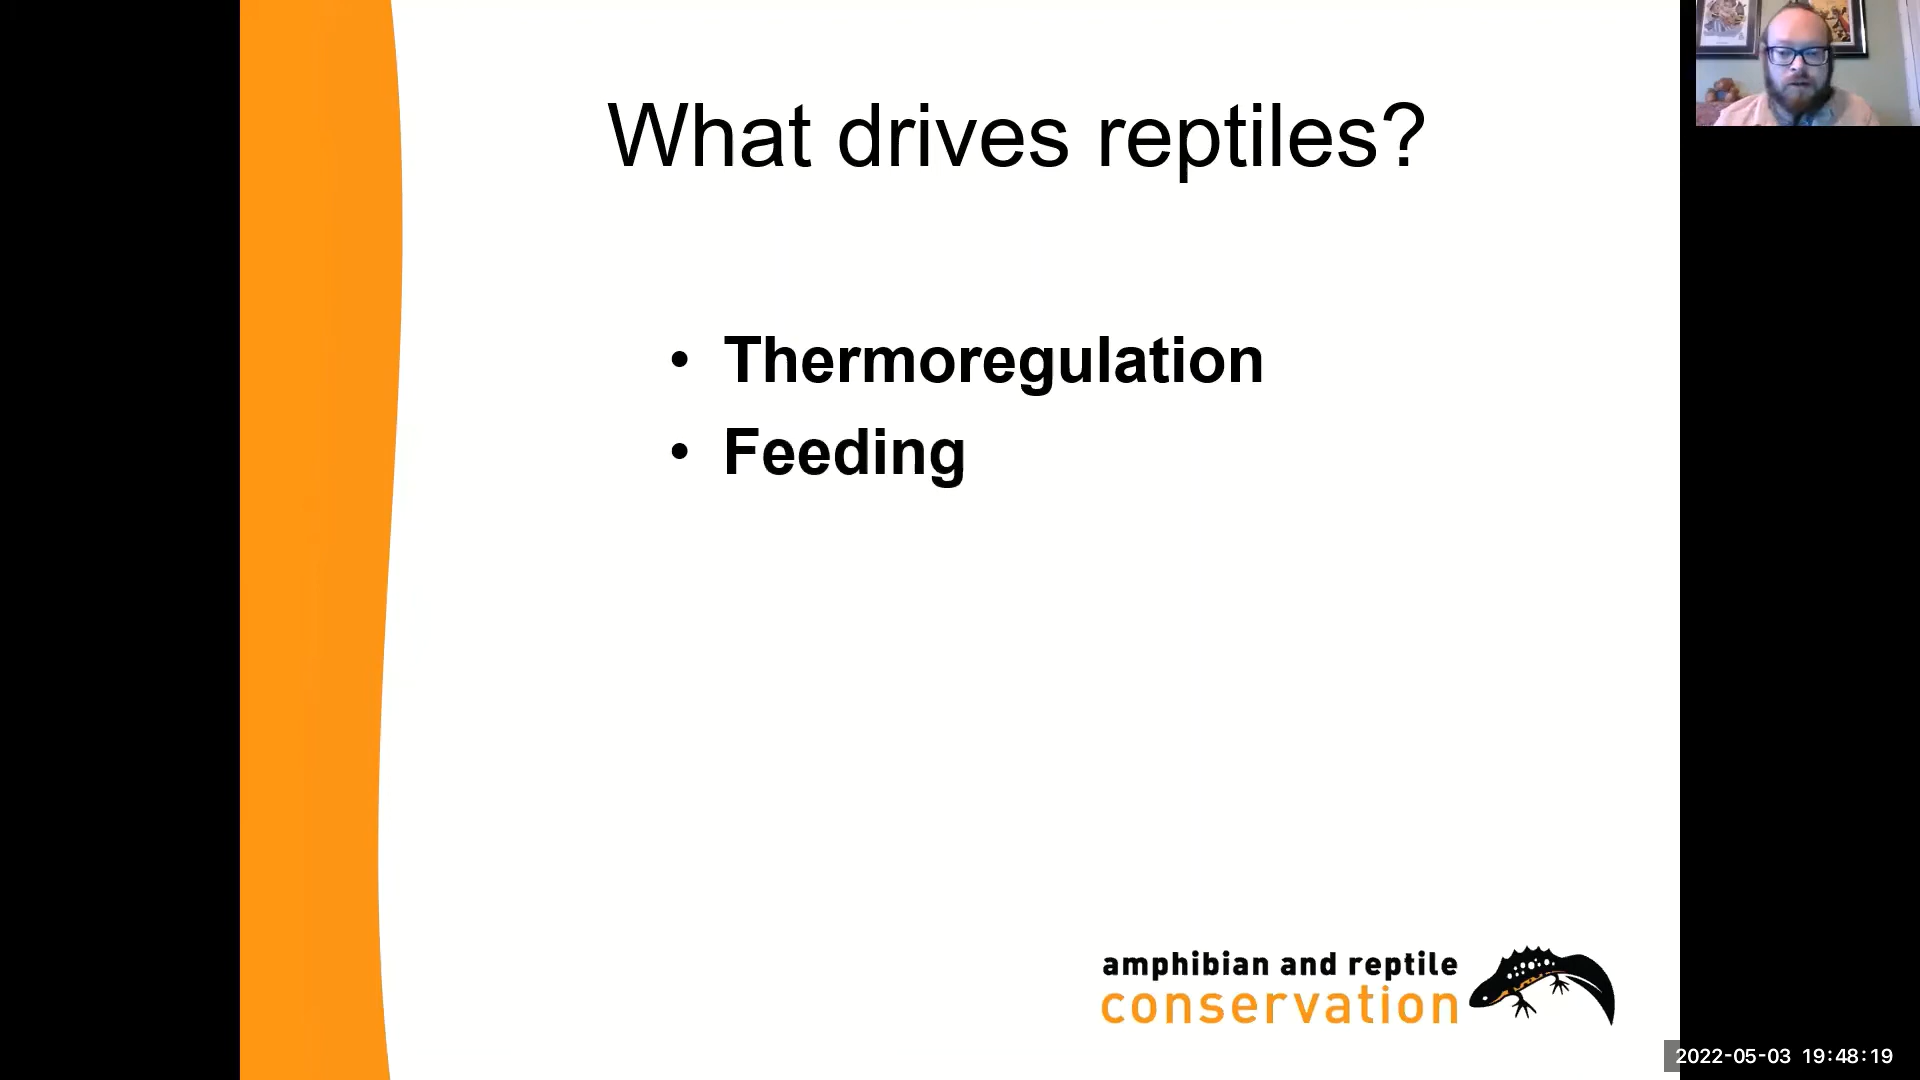 What drives reptiles?
• Thermoregulation
• Feeding
amphibian and reptile
conservation
2022-05-03 19:48:19